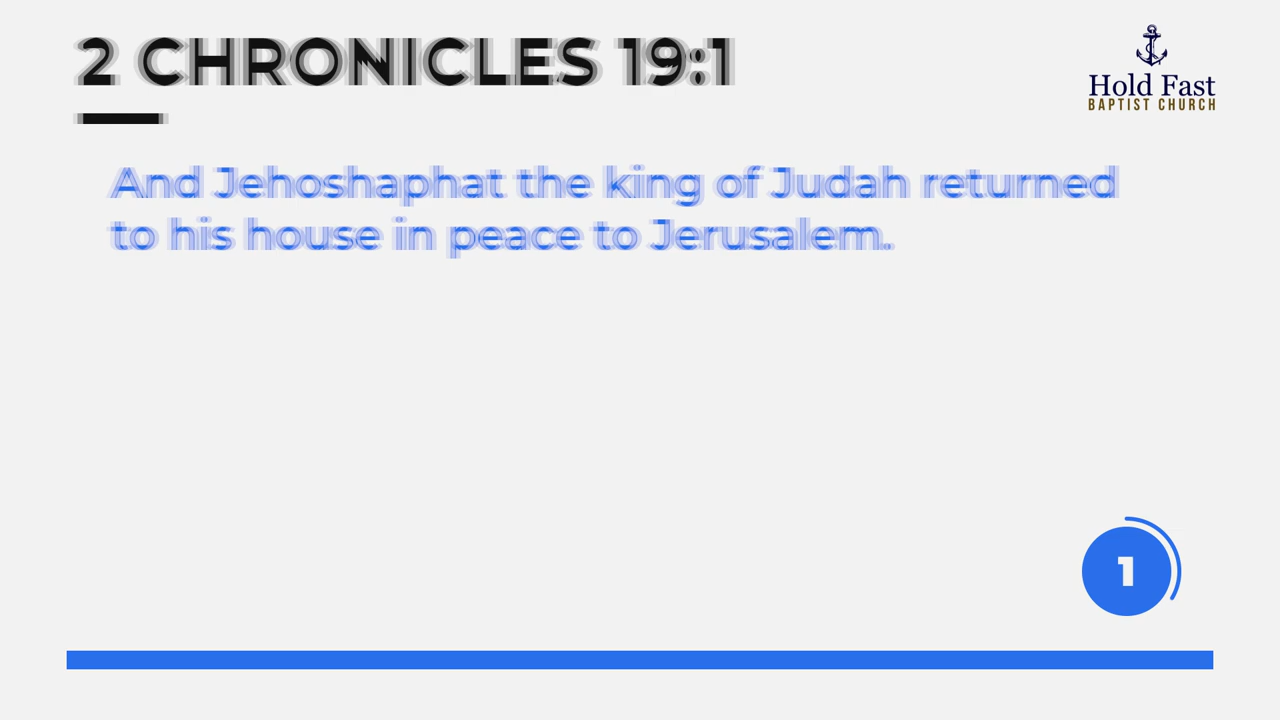 2 CHRONICLES 19:1
Hold Fast
BAPTIST CHURCH
And Jehoshaphat the king of Judah returned
to his house in peace to Jerusalem.
1